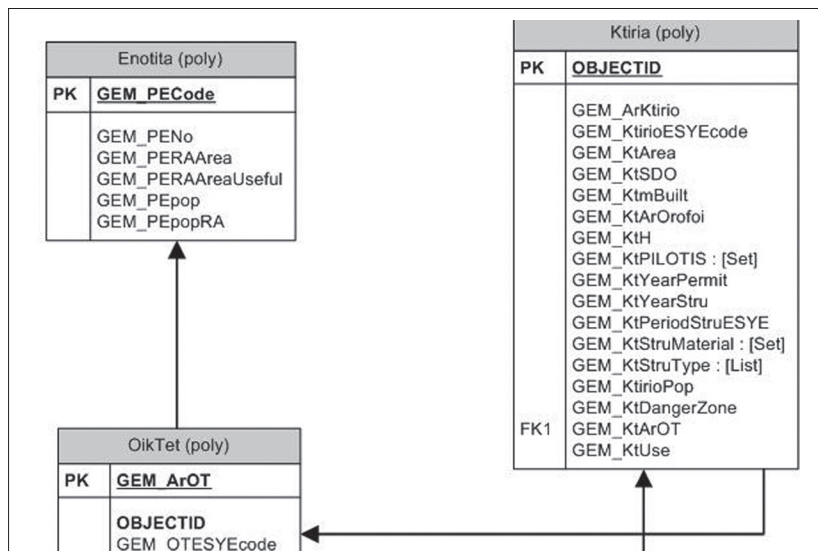 Enotita (poly)
PK GEM_PECode
GEM_PENo
GEM_PERAArea
GEM_PERAAreaUseful
GEM_PEpop
GEM_PEpopRA
Ktiria (poly)
PK OBJECTID
GEM_ArKtirio
GEM_KtirioESYEcode
GEM_KtArea
GEM_KtSDO
GEM_KtmBuilt
GEM_KtArOrofoi
GEM_KtH
GEM_KtPILOTIS : [Set]
GEM_KtYearPermit
GEM_KtYearStru
GEM_KtPeriodStruESYE
GEM_KtStruMaterial : [Set]
GEM_KtStruType : [List]
GEM_KtirioPop
GEM_KtDangerZone
FK1 GEM_KtArOT
GEM_KtUse
OikTet (poly)
PK GEM_ArOT
OBJECTID
GEM_OTESYEcode